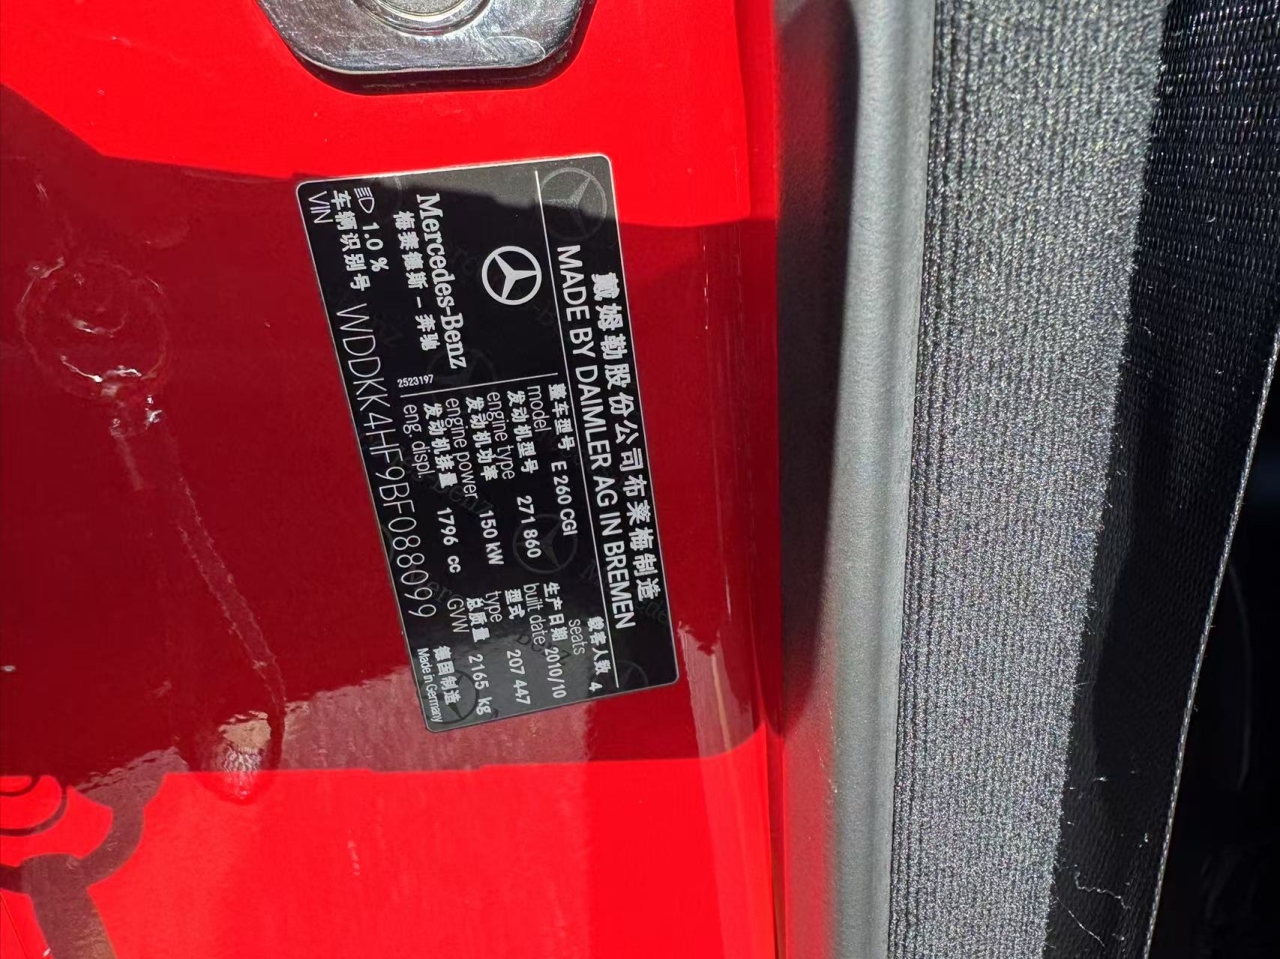 戴姆勒股份公司布莱梅制造
MADE BY DAIMLER AG IN BREMEN
Mercedes-Benz
梅赛德斯－奔驰
1.0 %
2523197
整车型号 E 260 CGI
model
发动机型号 271 860
engine type
发动机功率 150 kW
engine power
发动机排量 1796 cc
eng. displ.
载客人数 4
seats
生产日期 2010/10
built date
型式 207 447
type
总质量 2165 kg
GVW
德国制造
Made in Germany
车辆识别号 WDDKK4HF9BF088099
VIN